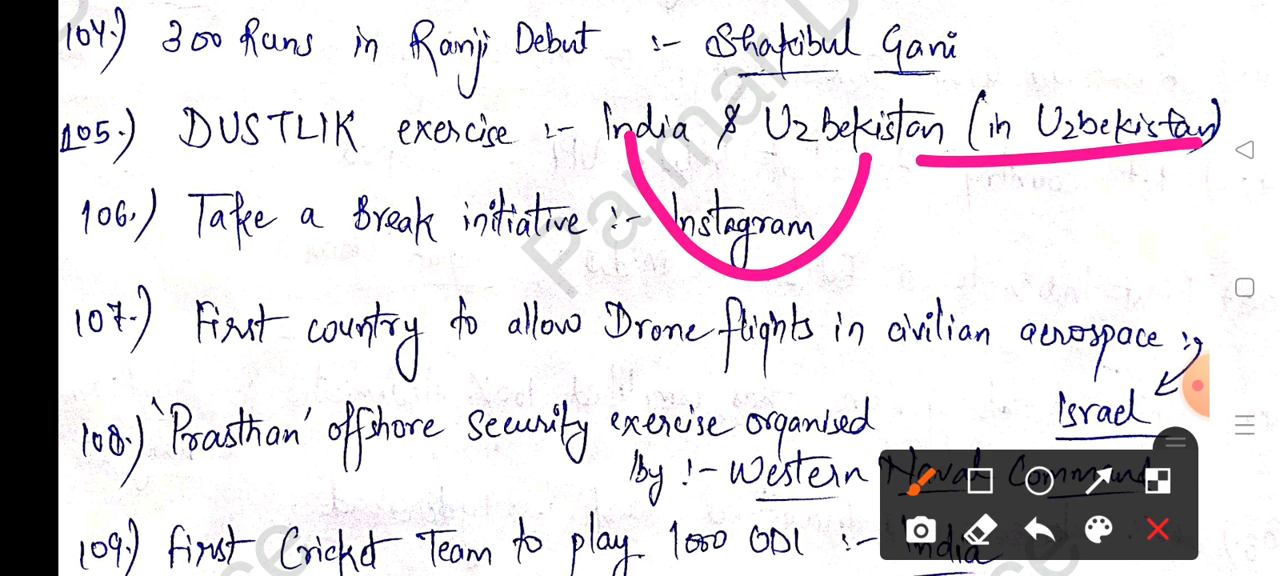 104.) 300 Runs in Ranji Debut :- Shakibul Gani
105.) DUSTLIK exercise :- India & Uzbekistan (in Uzbekistan)
106.) Take a Break initiative :- Instagram
107.) First country to allow Drone flights in civilian aerospace :-
Israel
108.) 'Prasthan' offshore security exercise organised
by :- Western Naval Command
109.) First Cricket Team to play 1000 ODI :- India